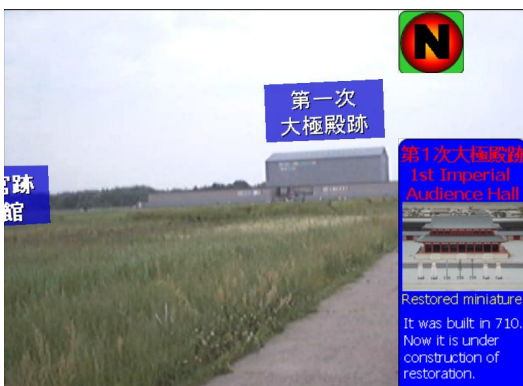 N
第一次
大極殿跡
宮跡
館
第1次大極殿跡
1st Imperial
Audience Hall
Restored miniature
It was built in 710.
Now it is under
construction of
restoration.